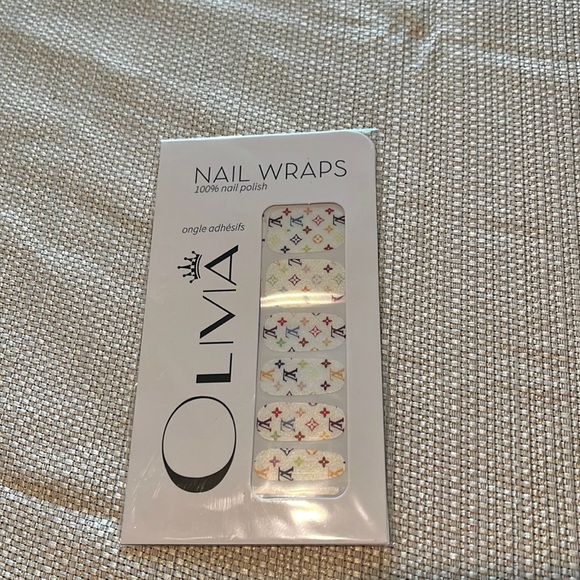 NAIL WRAPS
100% nail polish
ongle adhésifs
OLIVIA